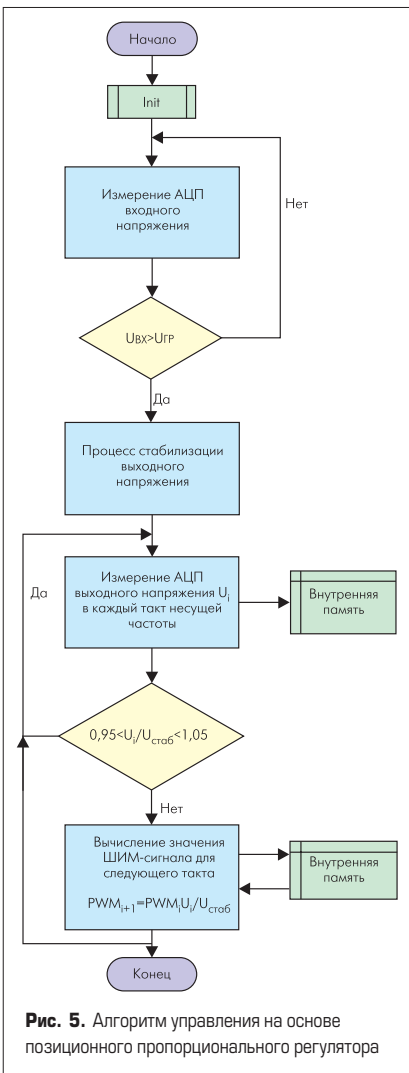 Начало
Init
Измерение АЦП
входного
напряжения
Нет
Uвх>Uгр
Да
Процесс стабилизации
выходного
напряжения
Да
Измерение АЦП
выходного напряжения Ui
в каждый такт несущей
частоты
Внутренняя
память
0,95<Ui/Uстаб<1,05
Нет
Вычисление значения
ШИМ-сигнала для
следующего такта
PWMi+1=PWMiUi/Uстаб
Внутренняя
память
Конец
Рис. 5. Алгоритм управления на основе
позиционного пропорционального регулятора